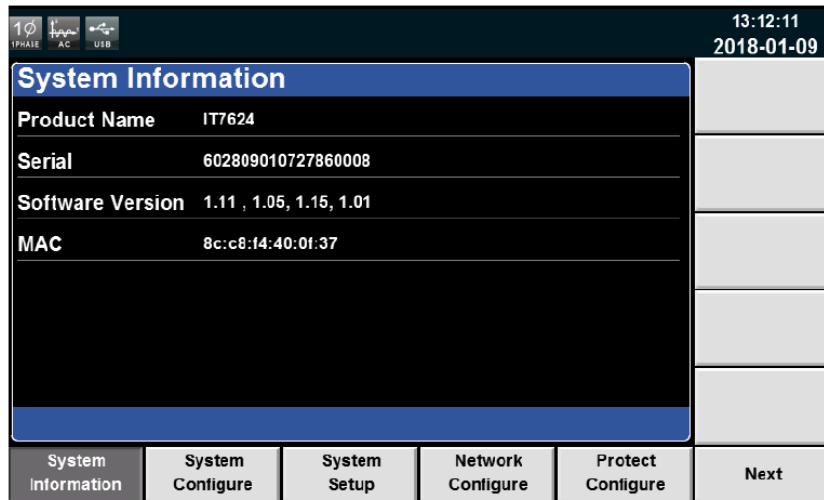 1Ø
1PHASE
AC
USB
13:12:11
2018-01-09
System Information
Product Name IT7624
Serial 602809010727860008
Software Version 1.11 , 1.05, 1.15, 1.01
MAC 8c:c8:f4:40:0f:37
System Information
System Configure
System Setup
Network Configure
Protect Configure
Next